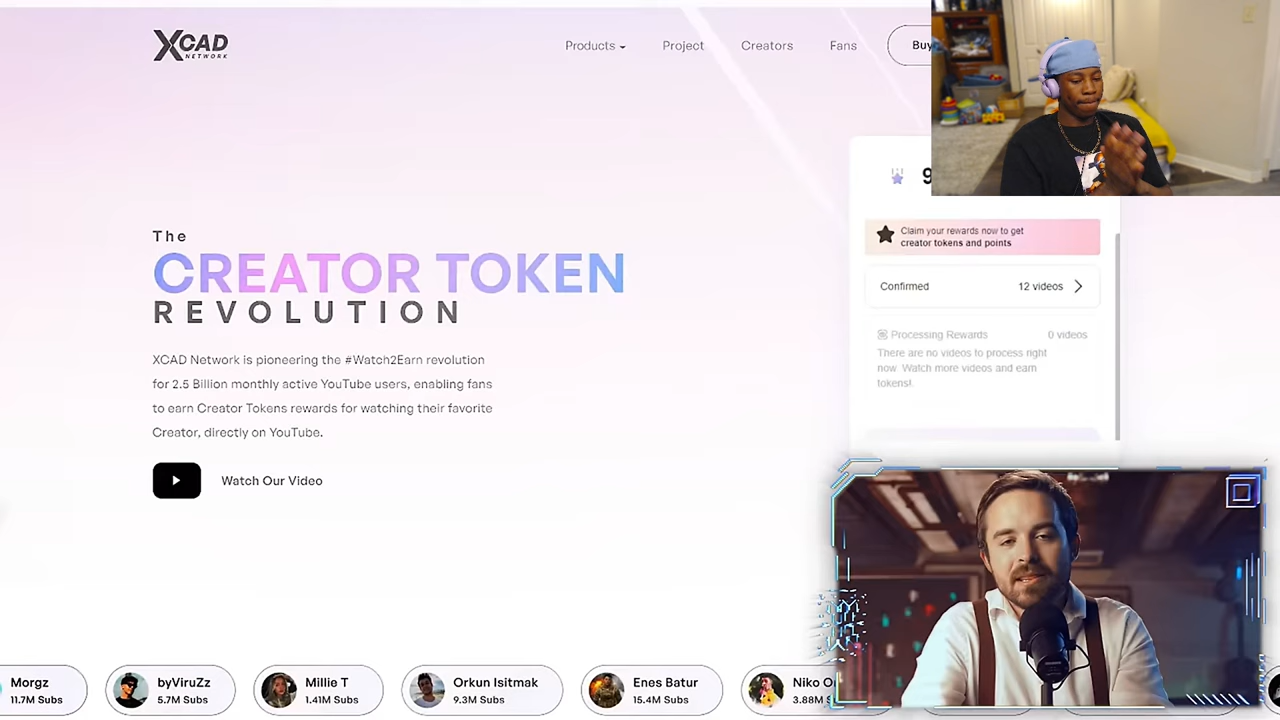 XCAD
NETWORK
Products
Project
Creators
Fans
Buy
The
CREATOR TOKEN
REVOLUTION
XCAD Network is pioneering the #Watch2Earn revolution
for 2.5 Billion monthly active YouTube users, enabling fans
to earn Creator Tokens rewards for watching their favorite
Creator, directly on YouTube.
Watch Our Video
9
Claim your rewards now to get
creator tokens and points
Confirmed 12 videos
Processing Rewards 0 videos
There are no videos to process right
now. Watch more videos and earn
tokens!.
Morgz
11.7M Subs
byViruZz
5.7M Subs
Millie T
1.41M Subs
Orkun Isitmak
9.3M Subs
Enes Batur
15.4M Subs
Niko
3.88M